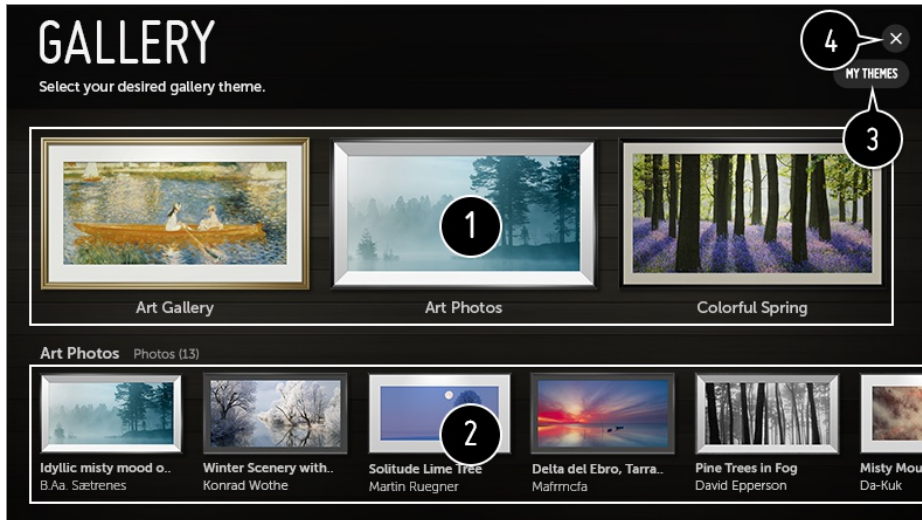 GALLERY
Select your desired gallery theme.
4
×
MY THEMES
3
1
Art Gallery
Art Photos
Colorful Spring
Art Photos Photos (13)
2
Idyllic misty mood o..
B.Aa. Sætrenes
Winter Scenery with..
Konrad Wothe
Solitude Lime Tree
Martin Ruegner
Delta del Ebro, Tarra..
Mafrmcfa
Pine Trees in Fog
David Epperson
Misty Mou
Da-Kuk